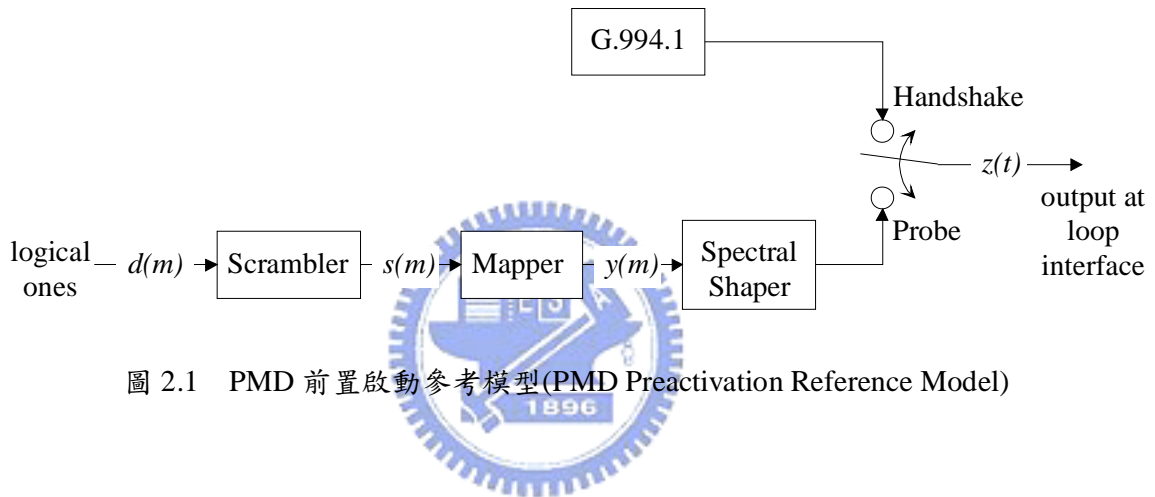 G.994.1
Handshake
z(t)
output at
loop
interface
Probe
logical
ones
d(m)
Scrambler
s(m)
Mapper
y(m)
Spectral
Shaper
E S A
圖 2.1 PMD 前置啟動參考模型(PMD Preactivation Reference Model)
1896